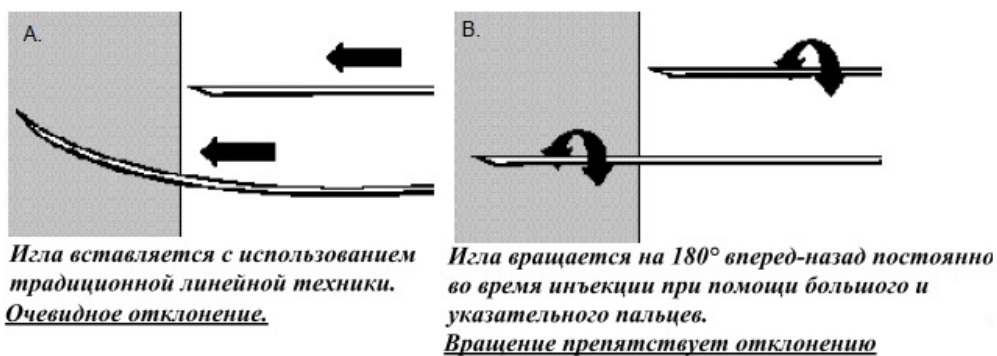 A.
Игла вставляется с использованием
традиционной линейной техники.
Очевидное отклонение.
B.
Игла вращается на 180° вперед-назад постоянно
во время инъекции при помощи большого и
указательного пальцев.
Вращение препятствует отклонению